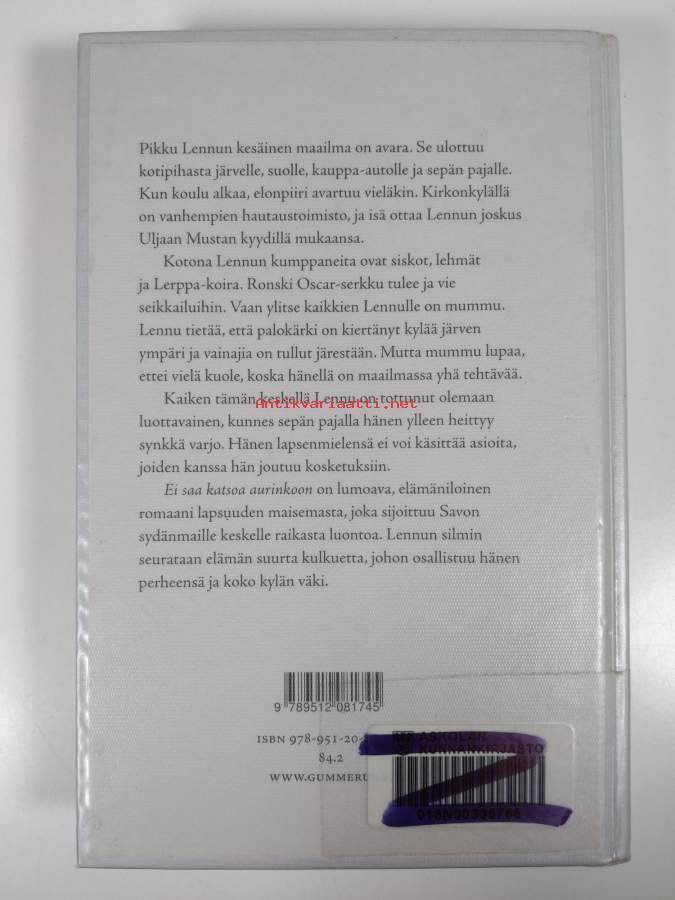 Pikku Lennun kesäinen maailma on avara. Se ulottuu
kotipihasta järvelle, suolle, kauppa-autolle ja sepän pajalle.
Kun koulu alkaa, elonpiiri avartuu vieläkin. Kirkonkylällä
on vanhempien hautaustoimisto, ja isä ottaa Lennun joskus
Uljaan Mustan kyydillä mukaansa.
Kotona Lennun kumppaneita ovat siskot, lehmät
ja Lerppa-koira. Ronski Oscar-serkku tulee ja vie
seikkailuihin. Vaan ylitse kaikkien Lennulle on mummu.
Lennu tietää, että palokärki on kiertänyt kylää järven
ympäri ja vainajia on tullut järestään. Mutta mummu lupaa,
ettei vielä kuole, koska hänellä on maailmassa yhä tehtävää.
Kaiken tämän keskellä Lennu on tottunut olemaan
Antikvariaatti.net
luottavainen, kunnes sepän pajalla hänen ylleen heittyy
synkkä varjo. Hänen lapsenmielensä ei voi käsittää asioita,
joiden kanssa hän joutuu kosketuksiin.
Ei saa katsoa aurinkoon on lumoava, elämäniloinen
romaani lapsuuden maisemasta, joka sijoittuu Savon
sydänmaille keskelle raikasta luontoa. Lennun silmin
seurataan elämän suurta kulkuetta, johon osallistuu hänen
perheensä ja koko kylän väki.
9 789512 081745
ISBN 978-951-20-
84.2
WWW.GUMMERU
ASKOLAN
KUNNANKIRJASTO